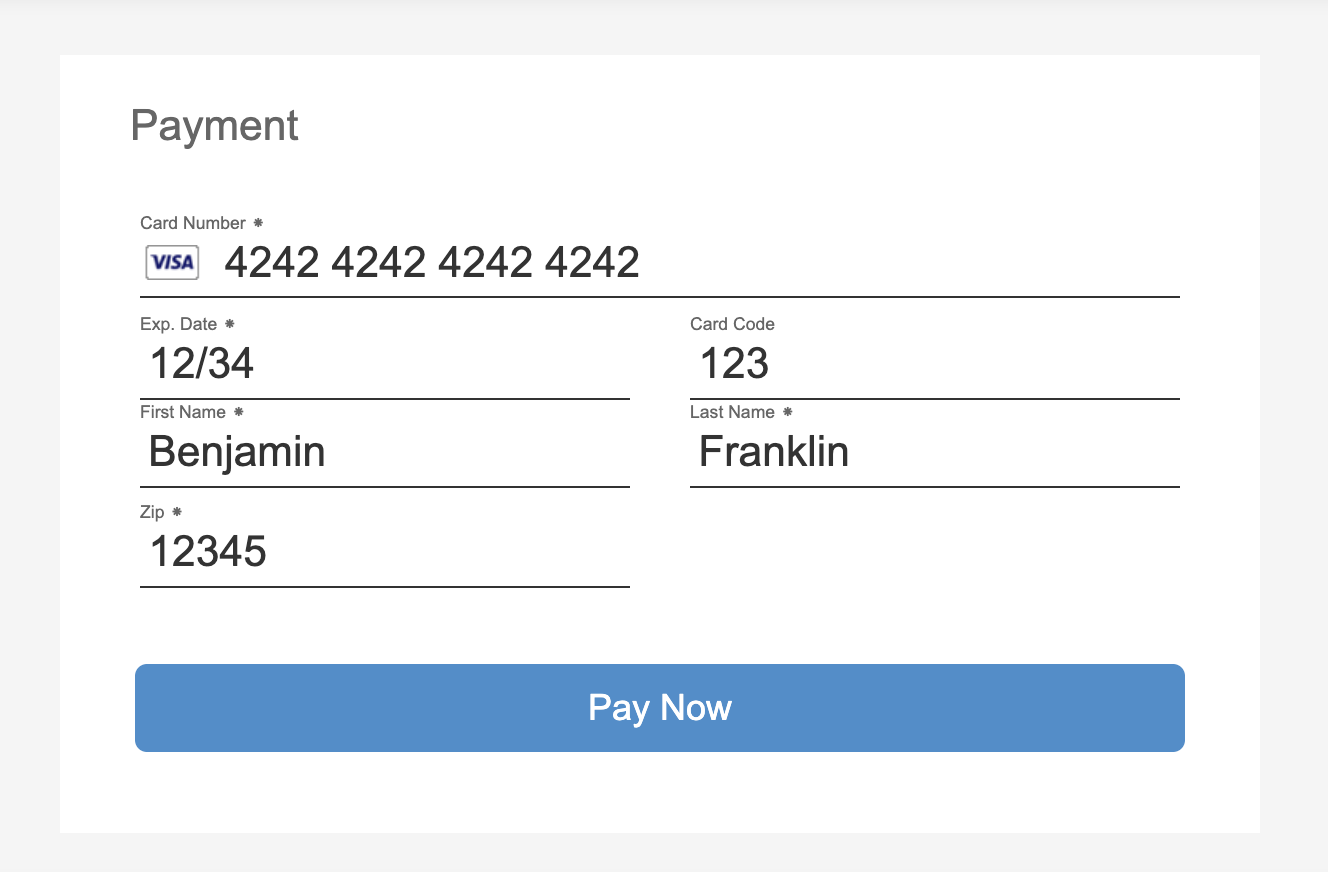 Payment
Card Number *
VISA 4242 4242 4242 4242
Exp. Date * Card Code
12/34 123
First Name * Last Name *
Benjamin Franklin
Zip *
12345
Pay Now